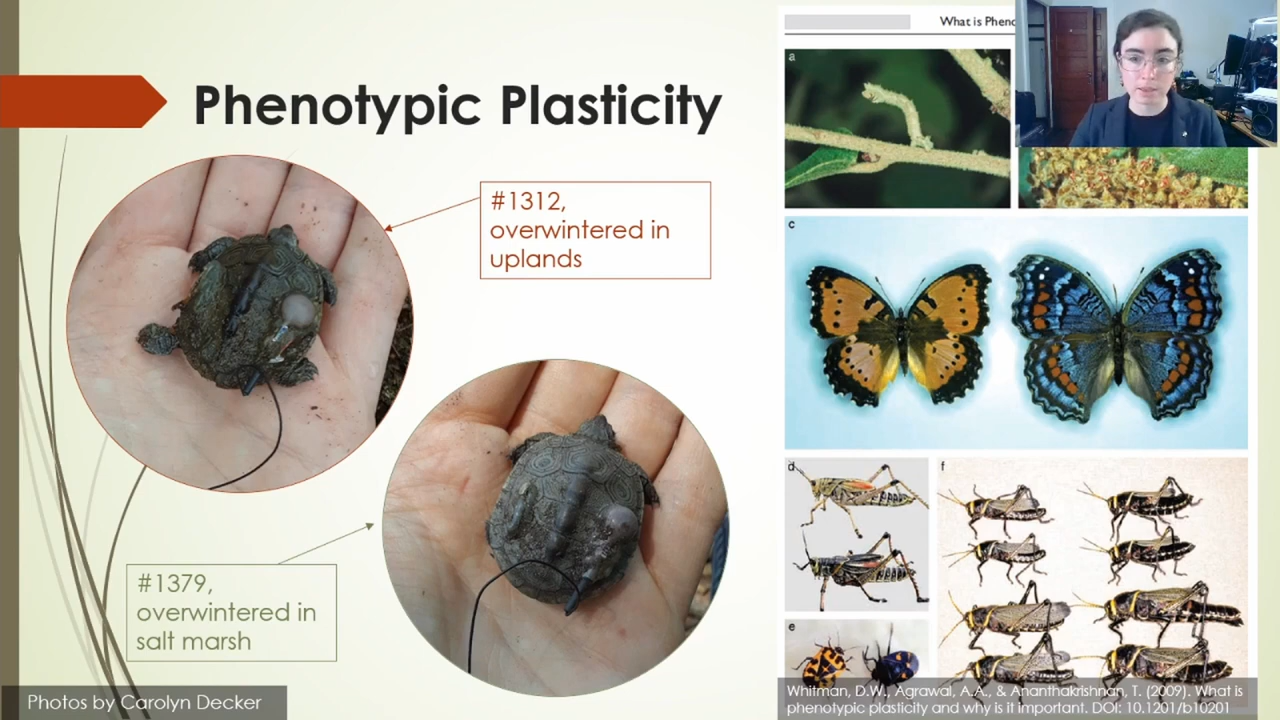 Phenotypic Plasticity
#1312,
overwintered in
uplands
#1379,
overwintered in
salt marsh
Photos by Carolyn Decker
What is
a
c
d
f
e
Whitman, D.W., Agrawal, A.A., & Ananthakrishnan, T. (2009). What is
phenotypic plasticity and why is it important. DOI: 10.1201/b10201